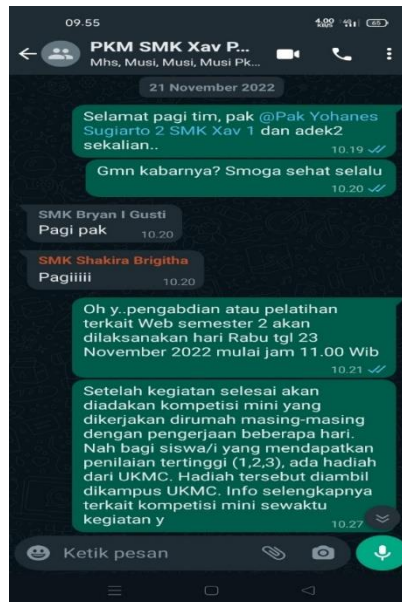 09.55
4,00 KB/S 4G 65
PKM SMK Xav P...
Mhs, Musi, Musi, Musi Pk...
21 November 2022
Selamat pagi tim, pak @Pak Yohanes
Sugiarto 2 SMK Xav 1 dan adek2
sekalian..
10.19
Gmn kabarnya? Smoga sehat selalu
10.20
SMK Bryan I Gusti
Pagi pak
10.20
SMK Shakira Brigitha
Pagiiiii
10.20
Oh y..pengabdian atau pelatihan
terkait Web semester 2 akan
dilaksanakan hari Rabu tgl 23
November 2022 mulai jam 11.00 Wib
10.21
Setelah kegiatan selesai akan
diadakan kompetisi mini yang
dikerjakan dirumah masing-masing
dengan pengerjaan beberapa hari.
Nah bagi siswa/i yang mendapatkan
penilaian tertinggi (1,2,3), ada hadiah
dari UKMC. Hadiah tersebut diambil
dikampus UKMC. Info selengkapnya
terkait kompetisi mini sewaktu
kegiatan y
10.27
Ketik pesan